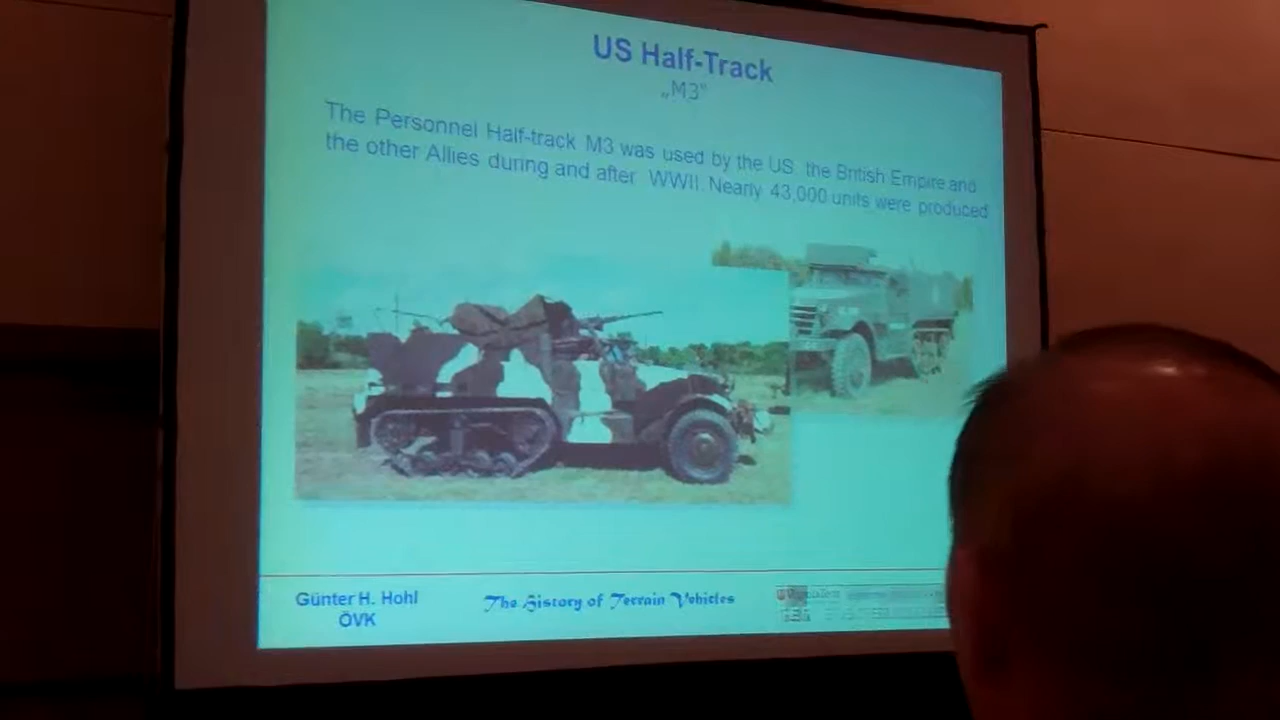 US Half-Track
„M3"
The Personnel Half-track M3 was used by the US the British Empire and
the other Allies during and after WWII. Nearly 43,000 units were produced
Günter H. Hohl
ÖVK
The History of Terrain Vehicles